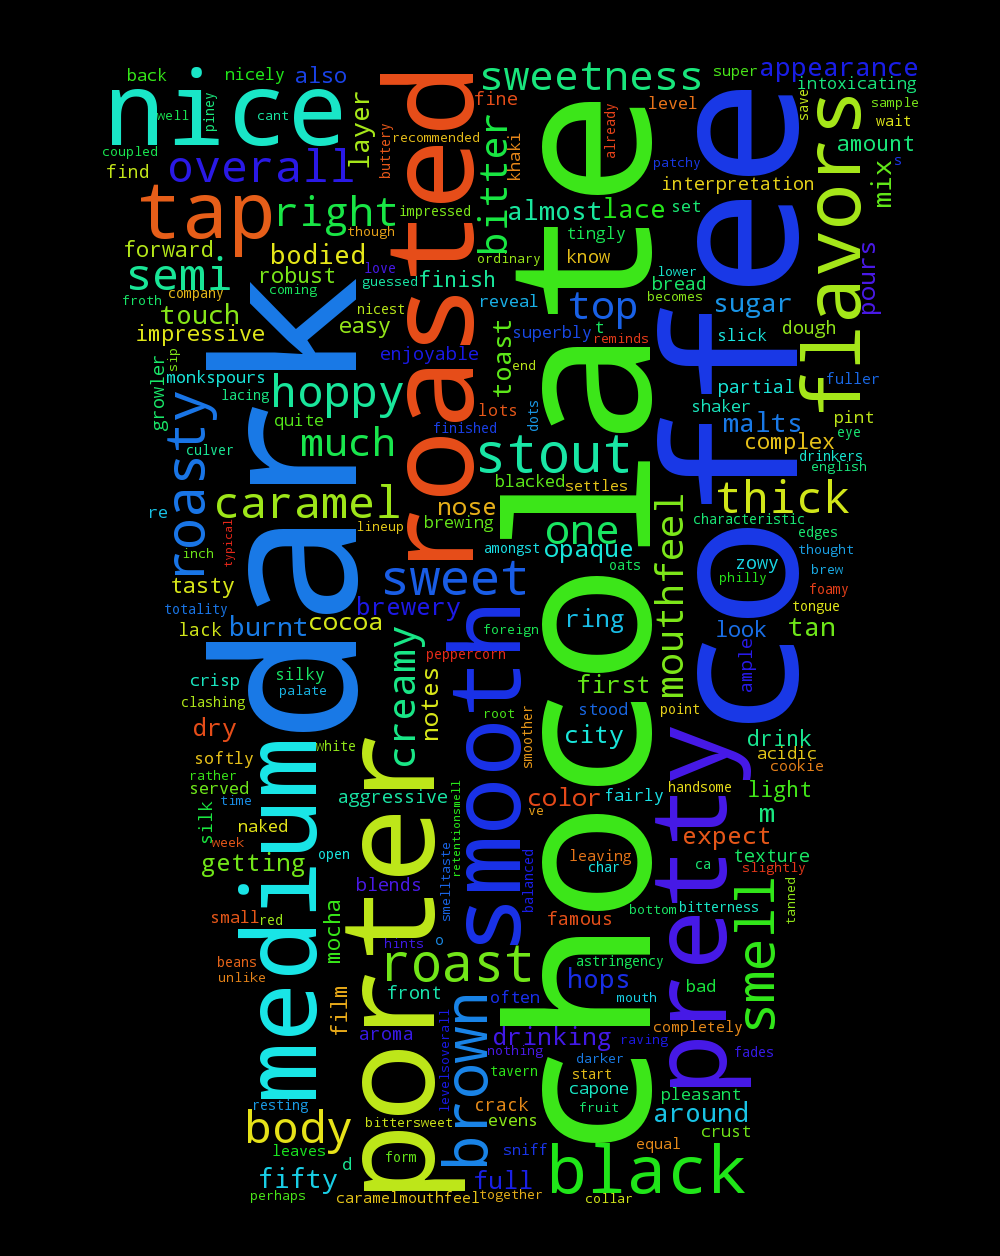 back
nicely
also
sweetness
super
appearance
nice
well
piney
cant
layer
buttery
roasted
fine
recommended
khaki
already
level
intoxicating
save
sample
wait
coupled
find
overall
bitter
chocolate
patchy
coffee
flavors
amount
s
mix
tap
right
impressed
though
almost
lace
set
interpretation
forward
bodied
tingly
know
ordinary
semi
robust
love
guessed
finish
lower
bread
becomes
pours
froth
company
coming
nicest
reveal
top
sugar
touch
easy
superbly
t
reminds
slick
dough
impressive
dark
enjoyable
toast
end
growler
sip
monkspours
lacing
hoppy
partial
fuller
roasty
quite
lots
dots
finished
shaker
malts
pint
eye
much
culver
stout
complex
drinkers
english
caramel
nose
blacked
settles
thick
re
typical
lineup
brewing
one
characteristic
edges
inch
amongst
opaque
oats
mouthfeel
zowy
thought
philly
brew
foamy
tasty
sweet
totality
brewery
ring
tongue
lack
burnt
cocoa
foreign
look
tan
creamy
peppercorn
ample
crisp
silky
palate
notes
smooth
first
clashing
root
smoother
stood
point
dry
white
city
drink
softly
medium
porter
pretty
acidic
cookie
rather
served
time
silk
aggressive
retentionsmell
color
fairly
handsome
light
ve
m
naked
week
open
expect
getting
smelltaste
balanced
leaving
char
ca
texture
slightly
blends
smell
tanned
small
red
mocha
famous
bottom
bitterness
hints
o
beans
unlike
roast
astringency
hops
film
front
often
mouth
bad
aroma
brown
levelsoverall
drinking
raving
completely
nothing
fades
tavern
darker
start
capone
pleasant
resting
crack
fruit
around
body
bittersweet
evens
crust
leaves
form
sniff
equal
d
fifty
full
black
perhaps
caramelmouthfeel
together
collar